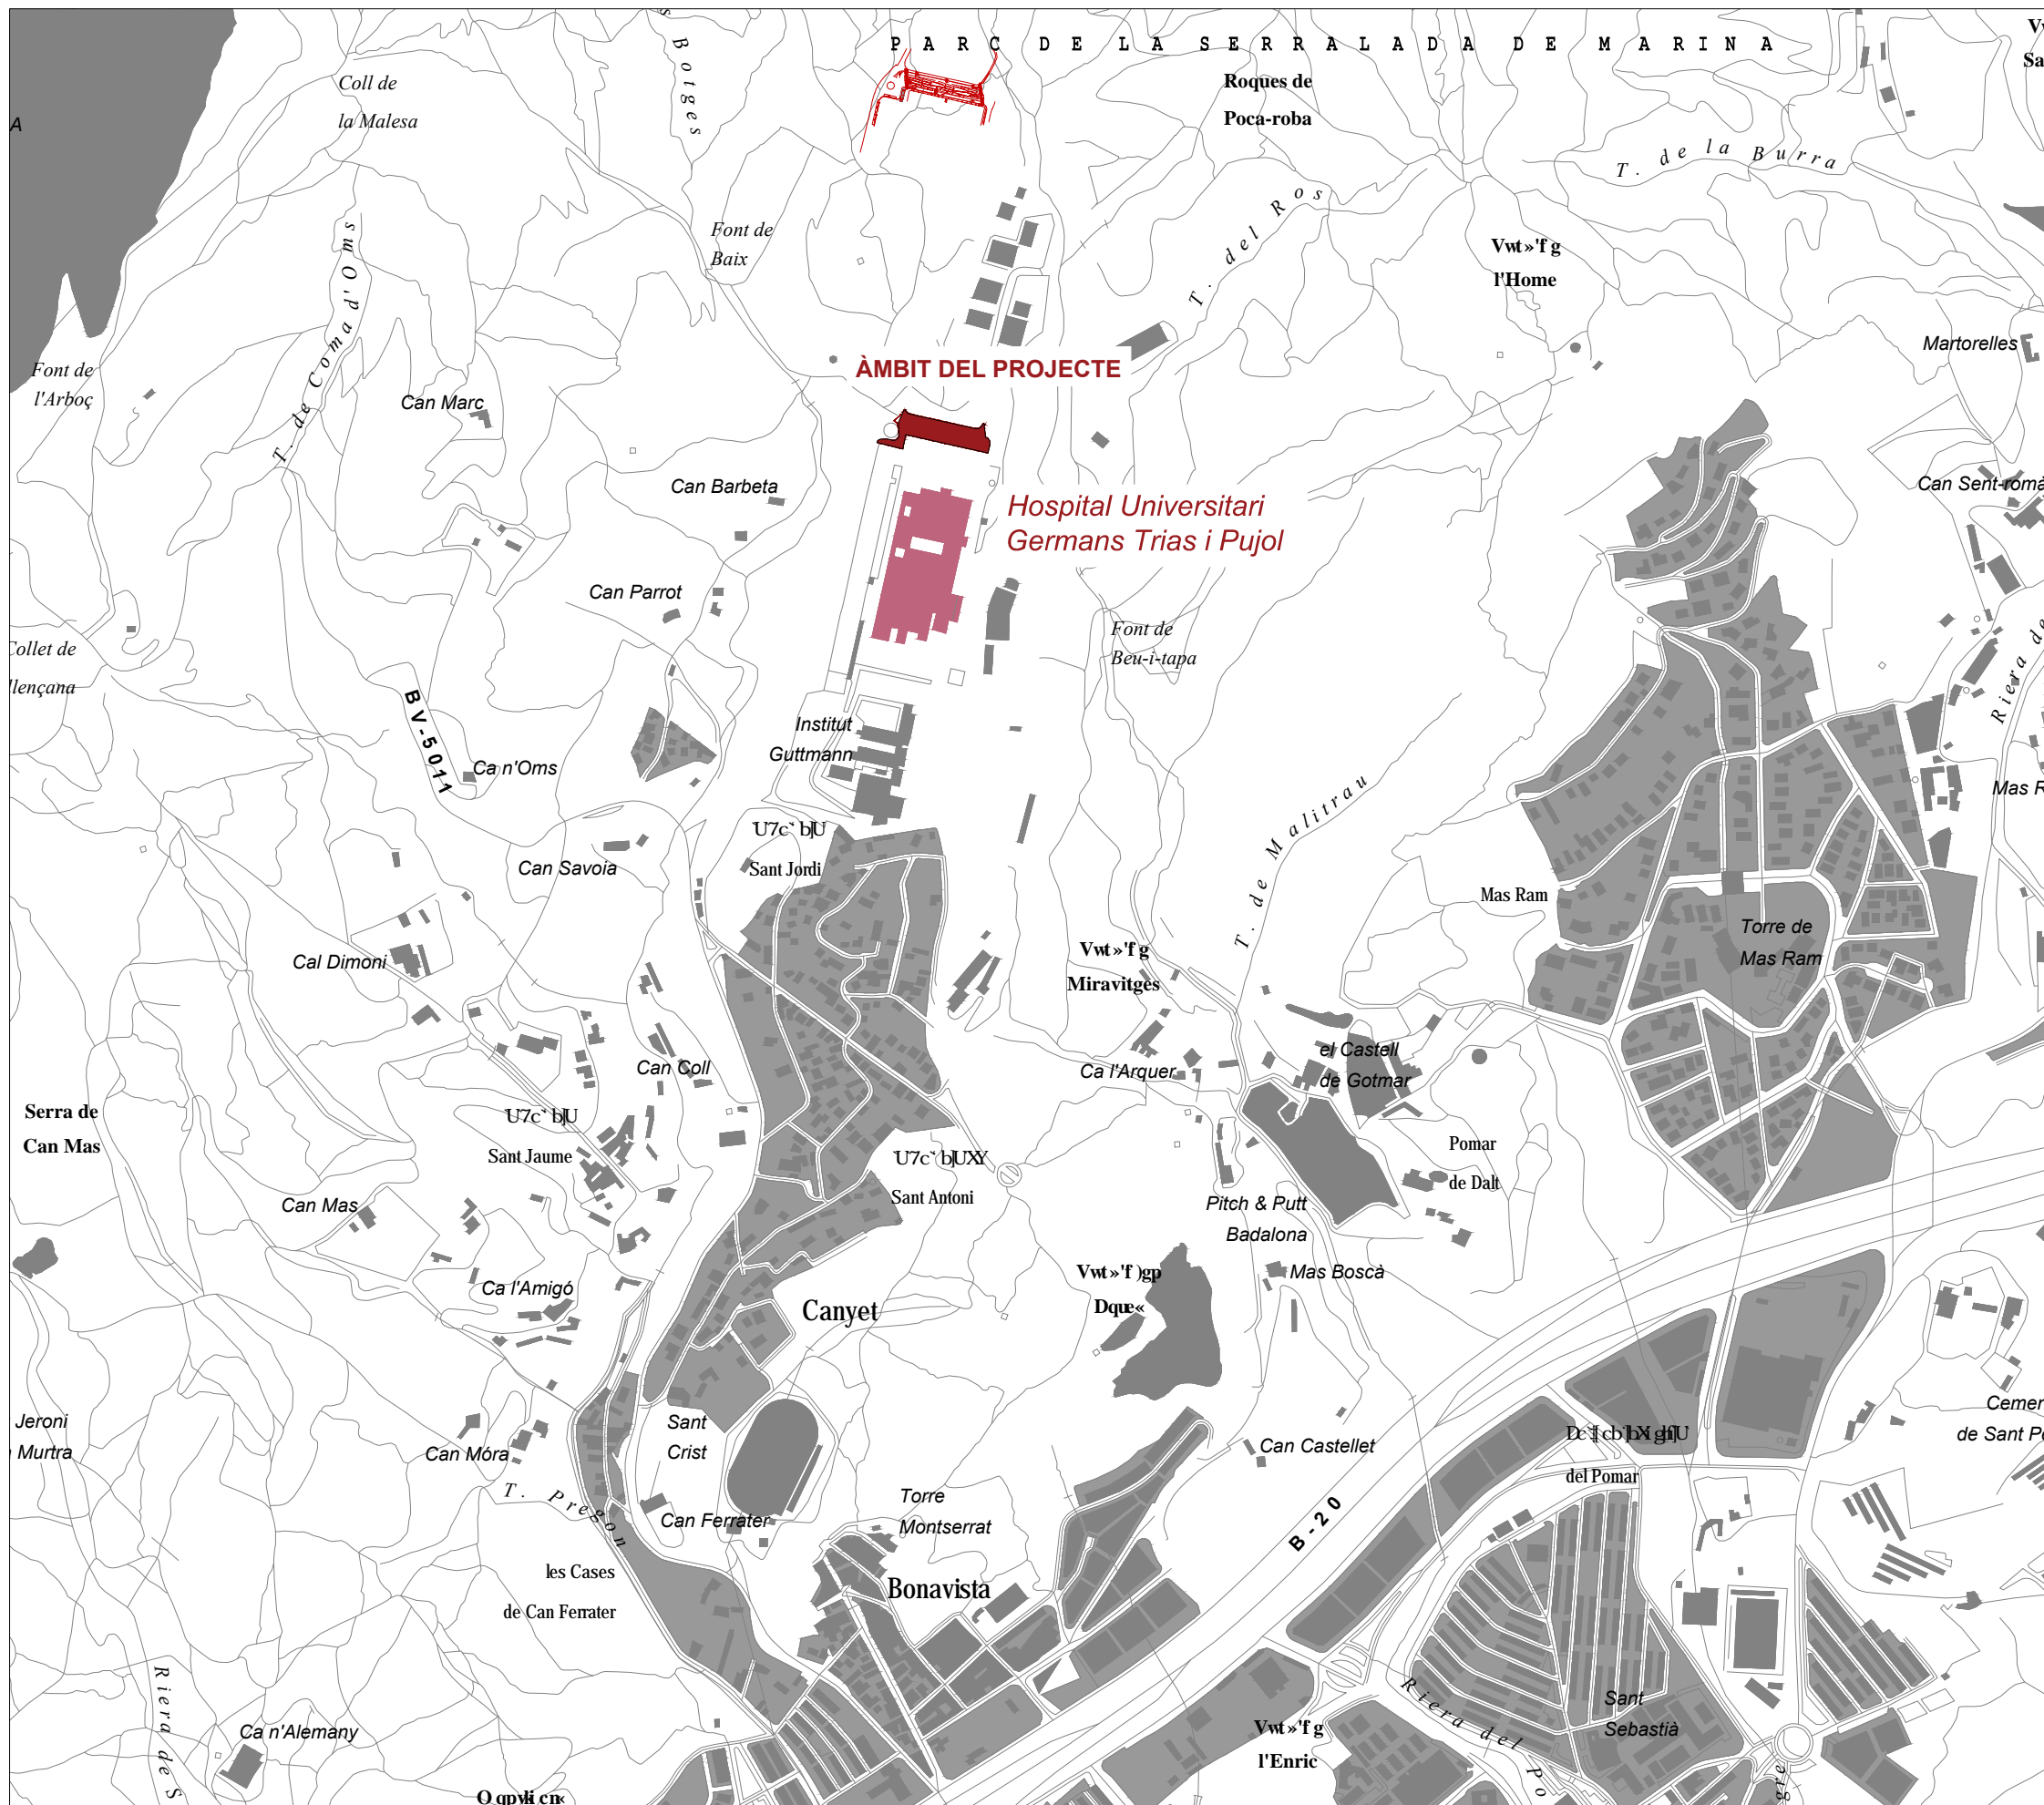 PARC DE LA SERRALADA DE MARINA
Botges
Coll de
la Malesa
Roques de
Poca-roba
T. de la Burra
T. del Ros
Font de
Baix
l'Home
T. de Coma d'Oms
Martorelles
Font de
l'Arboç
ÀMBIT DEL PROJECTE
Can Marc
Can Barbeta
Can Sent-romà
Hospital Universitari
Germans Trias i Pujol
Can Parrot
Font de
Beu-i-tapa
Collet de
Riera de
BV-5011
Institut
Guttmann
Ca n'Oms
Mas R
T. de Malitrau
Sant Jordi
Can Savoia
Mas Ram
Torre de
Mas Ram
Cal Dimoni
Miravitges
el Castell
de Gotmar
Can Coll
Ca l'Arquer
Serra de
Can Mas
Sant Jaume
Pomar
de Dalt
Can Mas
Sant Antoni
Pitch & Putt
Badalona
Mas Boscà
Ca l'Amigó
Canyet
Jeroni
Murtra
Sant
Crist
Can Móra
Can Castellet
Cemen
de Sant P
del Pomar
T. Pregon
Can Ferrater
Torre
Montserrat
B-20
les Cases
de Can Ferrater
Bonavista
Riera de S
Riera del Po
Sant
Sebastià
Ca n'Alemany
l'Enric